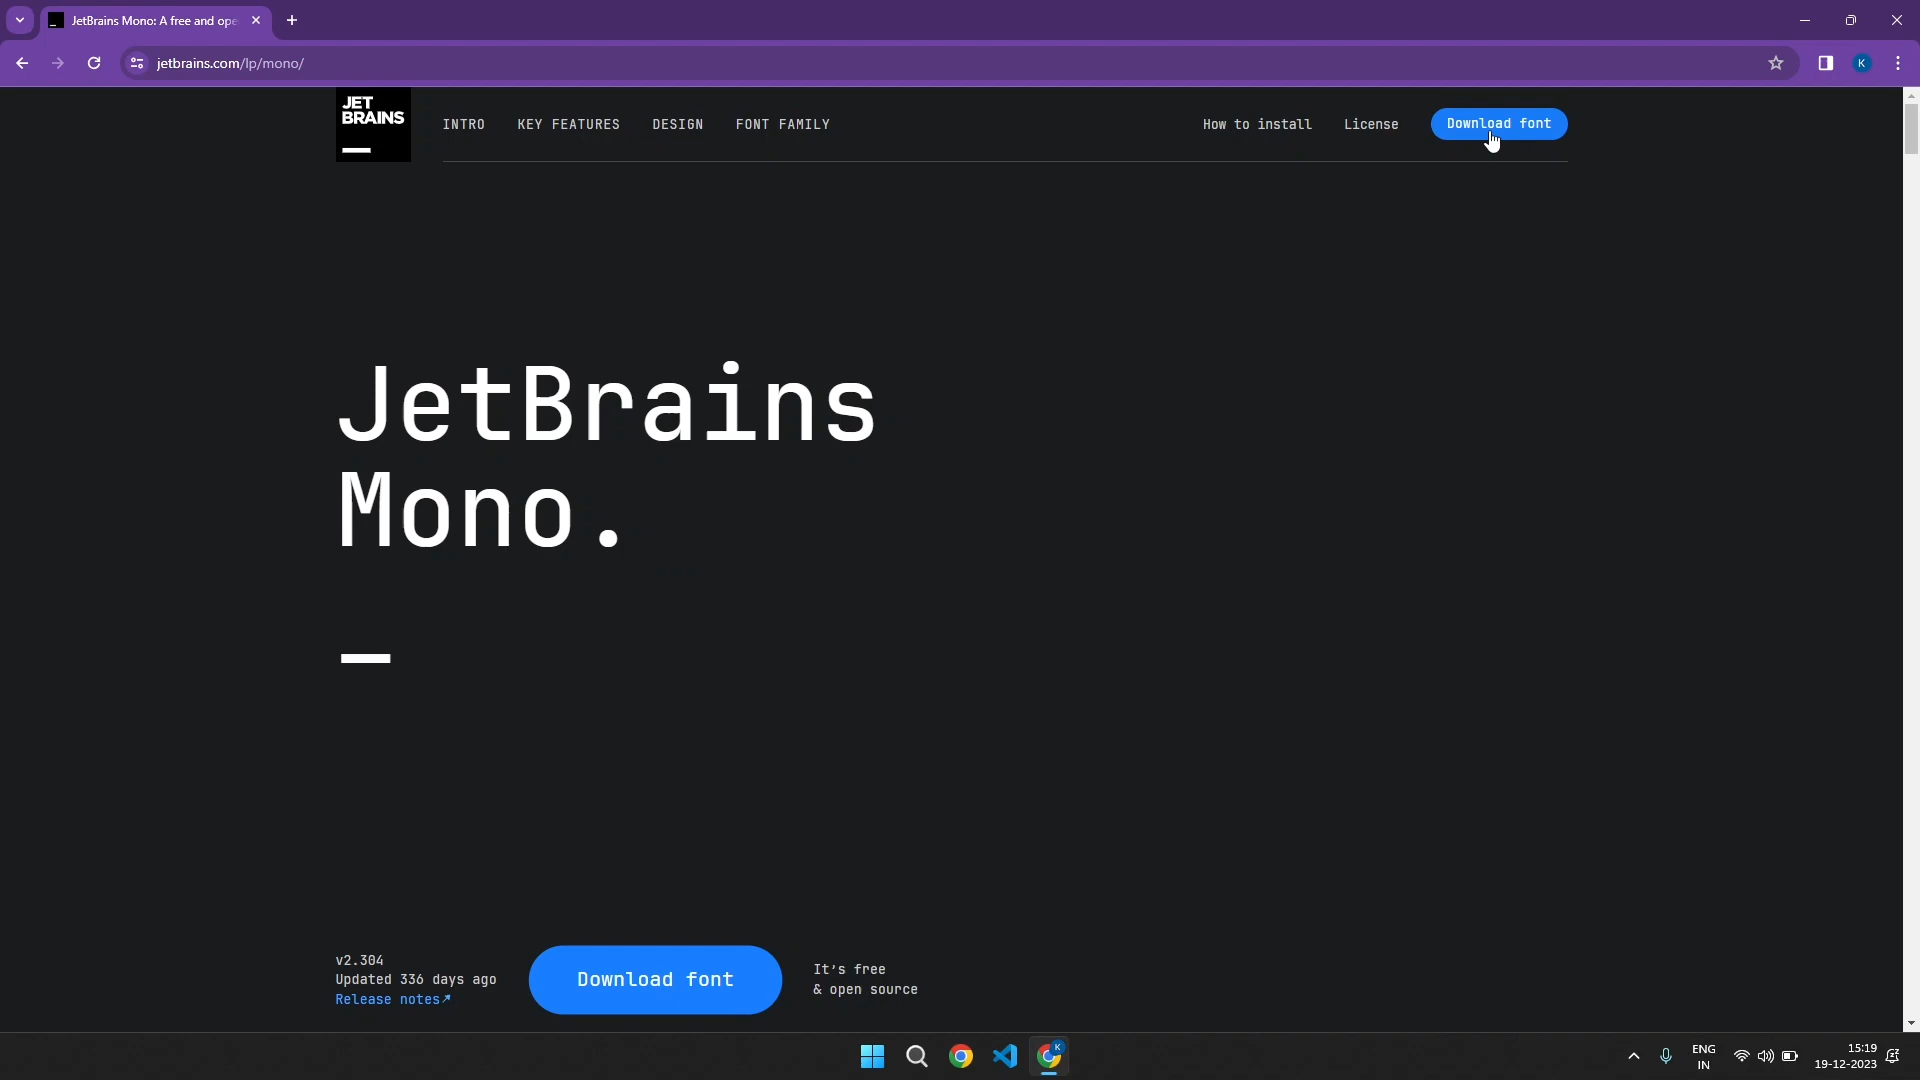 JetBrains Mono: A free and ope
jetbrains.com/lp/mono/
K
JET
BRAINS
INTRO
KEY FEATURES
DESIGN
FONT FAMILY
How to install
License
Download font
JetBrains
Mono.
v2.304
Updated 336 days ago
Release notes↗
Download font
It's free
& open source
K
ENG
IN
15:19
19-12-2023